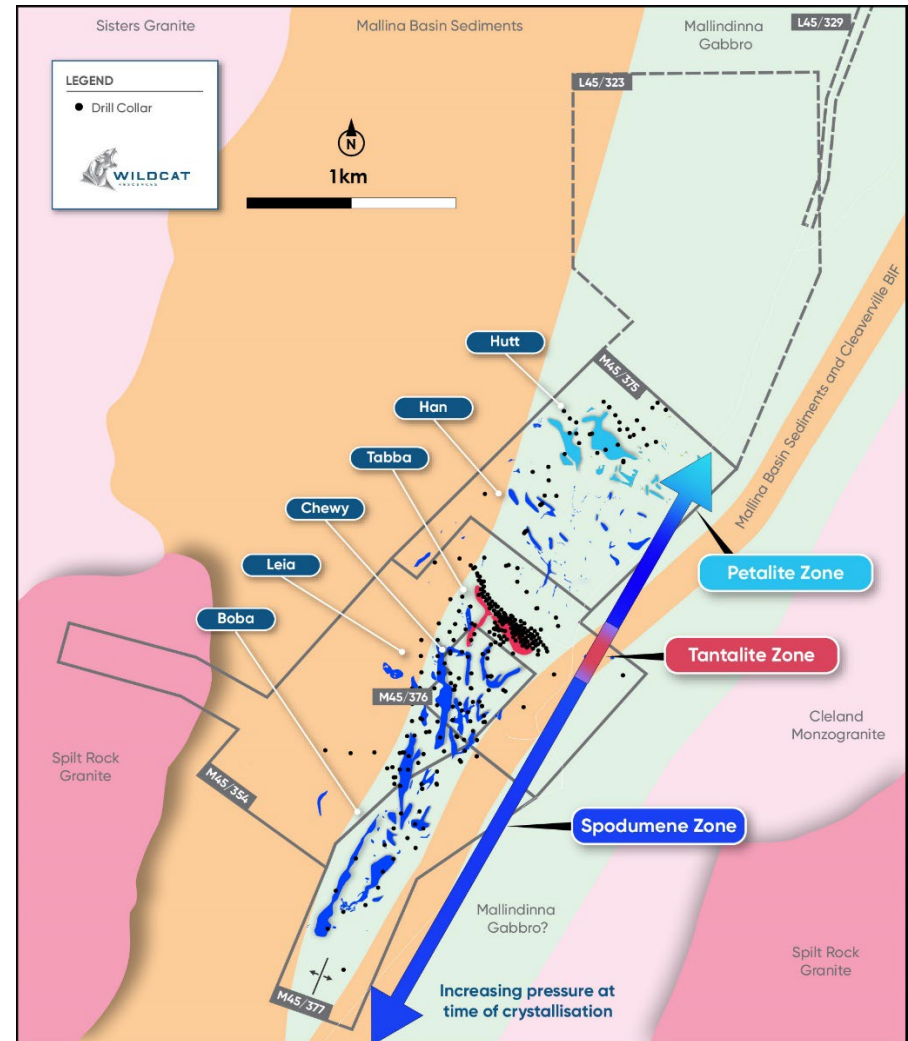 Sisters Granite
Mallina Basin Sediments
Mallindinna
Gabbro
L45/329
LEGEND
Drill Collar
WILDCAT
RESOURCES
N
1km
L45/323
Mallina Basin Sediments and Cleaverville BIF
M45/375
Hutt
Han
Tabba
Chewy
Leia
Boba
Petalite Zone
Tantalite Zone
M45/376
Cleland
Monzogranite
Spilt Rock
Granite
M45/354
Spodumene Zone
Mallindinna
Gabbro?
Spilt Rock
Granite
Increasing pressure at
time of crystallisation
M45/377